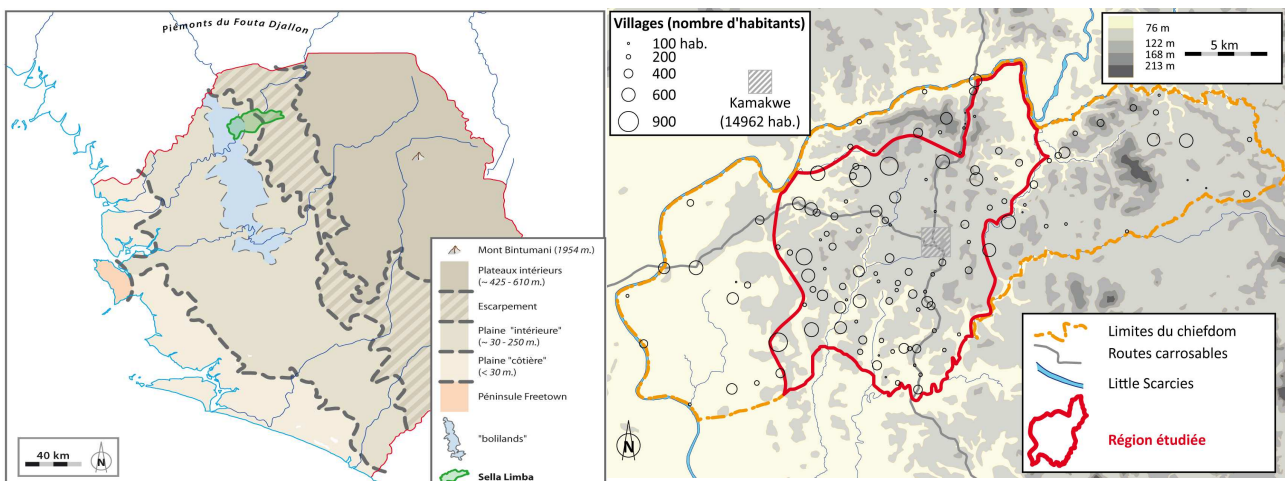 Piémonts du Fouta Djallon
Mont Bintumani (1954 m.)
Plateaux intérieurs
(~ 425 - 610 m.)
Escarpement
Plaine "intérieure"
(~ 30 - 250 m.)
Plaine "côtière"
(< 30 m.)
Péninsule Freetown
"bolilands"
Sella Limba
40 km
N
Villages (nombre d'habitants)
100 hab.
200
400
600
900
Kamakwe
(14962 hab.)
76 m
122 m
168 m
213 m
5 km
N
Limites du chiefdom
Routes carrosables
Little Scarcies
Région étudiée